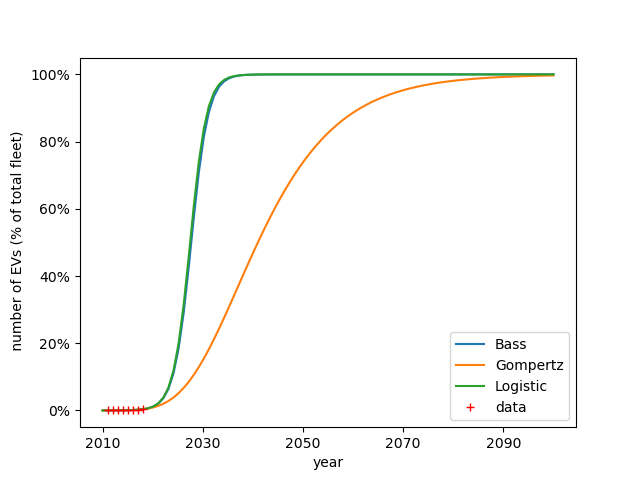 100%
80%
60%
40%
20%
0%
number of EVs (% of total fleet)
2010
2030
2050
2070
2090
year
Bass
Gompertz
Logistic
data